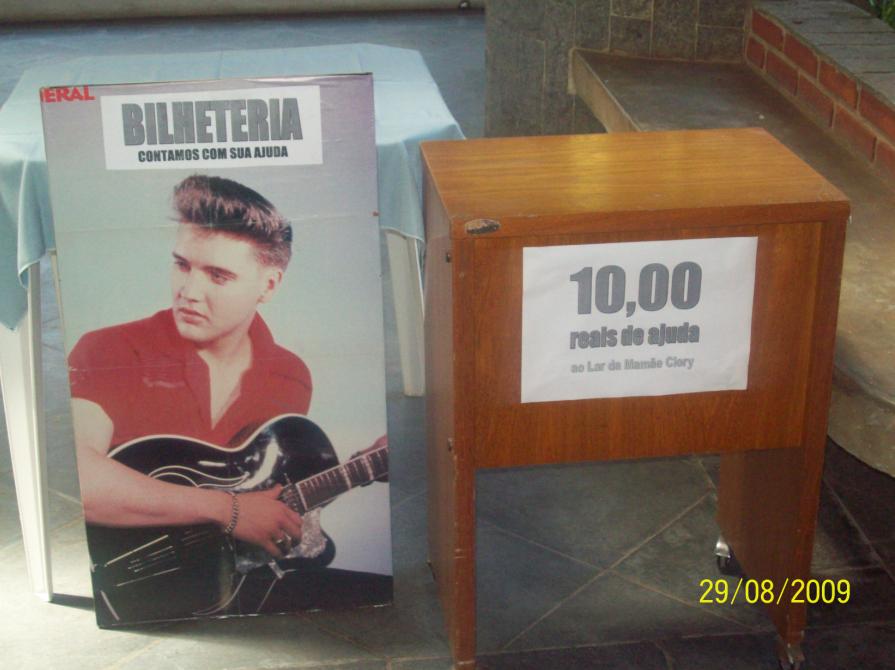 ERAL
BILHETERIA
CONTAMOS COM SUA AJUDA
10,00
reais de ajuda
ao Lar da Mamãe Clory
29/08/2009